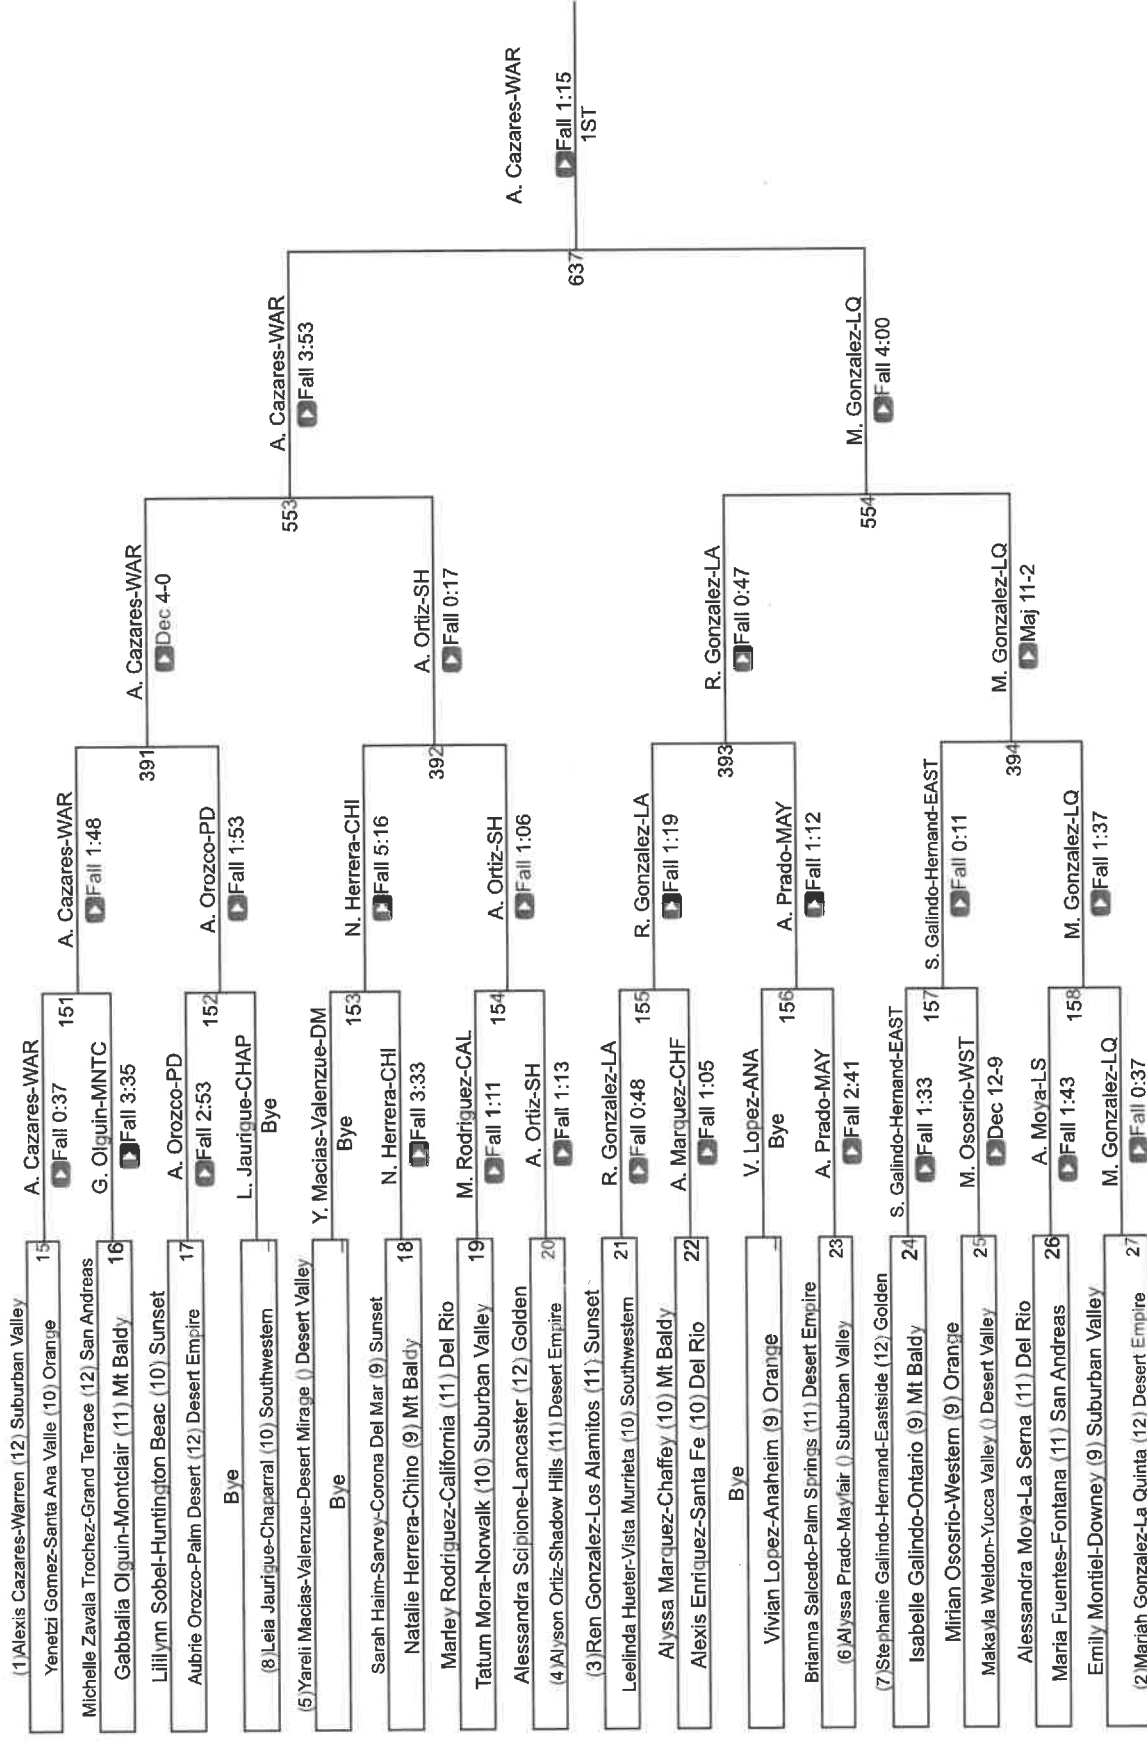 (1)Alexis Cazares-Warren (12) Suburban Valley
15
Yenetzi Gomez-Santa Ana Valle (10) Orange
Michelle Zavala Trochez-Grand Terrace (12) San Andreas
16
Gabbalia Olguin-Montclair (11) Mt Baldy
Lililynn Sobel-Huntington Beac (10) Sunset
17
Aubrie Orozco-Palm Desert (12) Desert Empire
Bye
(8)Leia Jaurigue-Chaparral (10) Southwestern
(5)Yareli Macias-Valenzue-Desert Mirage () Desert Valley
Bye
Sarah Haim-Sarvey-Corona Del Mar (9) Sunset
18
Natalie Herrera-Chino (9) Mt Baldy
Marley Rodriguez-California (11) Del Rio
19
Tatum Mora-Norwalk (10) Suburban Valley
Alessandra Scipione-Lancaster (12) Golden
20
(4)Alyson Ortiz-Shadow Hills (11) Desert Empire
(3)Ren Gonzalez-Los Alamitos (11) Sunset
21
Leelinda Hueter-Vista Murrieta (10) Southwestern
Alyssa Marquez-Chaffey (10) Mt Baldy
22
Alexis Enriquez-Santa Fe (10) Del Rio
Bye
Vivian Lopez-Anaheim (9) Orange
Brianna Salcedo-Palm Springs (11) Desert Empire
23
(6)Alyssa Prado-Mayfair () Suburban Valley
(7)Stephanie Galindo-Hernand-Eastside (12) Golden
24
Isabelle Galindo-Ontario (9) Mt Baldy
Mirian Ososrio-Western (9) Orange
25
Makayla Weldon-Yucca Valley () Desert Valley
Alessandra Moya-La Serna (11) Del Rio
26
Maria Fuentes-Fontana (11) San Andreas
Emily Montiel-Downey (9) Suburban Valley
27
(2)Mariah Gonzalez-La Quinta (12) Desert Empire
A. Cazares-WAR
Fall 0:37
151
G. Olguin-MNTC
Fall 3:35
A. Orozco-PD
Fall 2:53
152
L. Jaurigue-CHAP
Bye
Y. Macias-Valenzue-DM
Bye
153
N. Herrera-CHI
Fall 3:33
M. Rodriguez-CAL
Fall 1:11
154
A. Ortiz-SH
Fall 1:13
R. Gonzalez-LA
Fall 0:48
155
A. Marquez-CHF
Fall 1:05
V. Lopez-ANA
Bye
156
A. Prado-MAY
Fall 2:41
S. Galindo-Hernand-EAST
Fall 1:33
157
M. Ososrio-WST
Dec 12-9
A. Moya-LS
Fall 1:43
158
M. Gonzalez-LQ
Fall 0:37
A. Cazares-WAR
Fall 1:48
391
A. Orozco-PD
Fall 1:53
N. Herrera-CHI
Fall 5:16
392
A. Ortiz-SH
Fall 1:06
R. Gonzalez-LA
Fall 1:19
393
A. Prado-MAY
Fall 1:12
S. Galindo-Hernand-EAST
Fall 0:11
394
M. Gonzalez-LQ
Fall 1:37
A. Cazares-WAR
Dec 4-0
553
A. Ortiz-SH
Fall 0:17
R. Gonzalez-LA
Fall 0:47
554
M. Gonzalez-LQ
Maj 11-2
A. Cazares-WAR
Fall 3:53
637
M. Gonzalez-LQ
Fall 4:00
A. Cazares-WAR
Fall 1:15
1ST